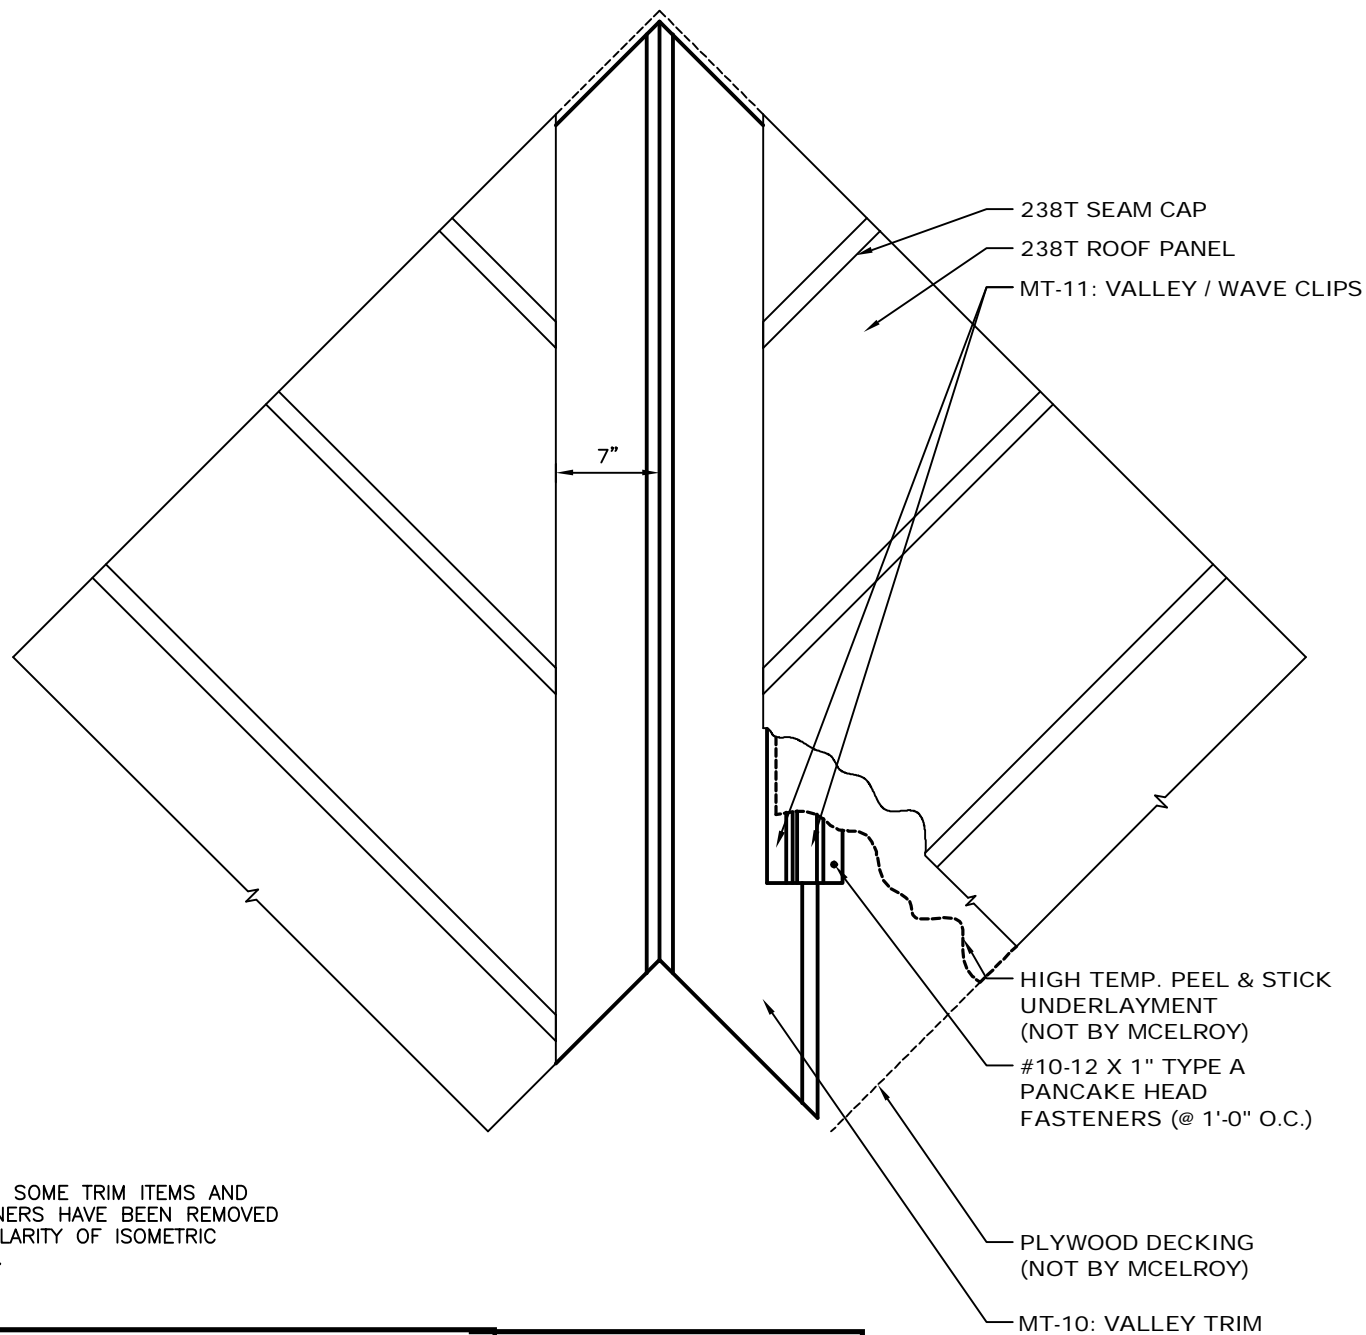 238T SEAM CAP
238T ROOF PANEL
MT-11: VALLEY / WAVE CLIPS
7"
HIGH TEMP. PEEL & STICK
UNDERLAYMENT
(NOT BY MCELROY)
#10-12 X 1" TYPE A
PANCAKE HEAD
FASTENERS (@ 1'-0" O.C.)
SOME TRIM ITEMS AND
NERS HAVE BEEN REMOVED
LARITY OF ISOMETRIC
PLYWOOD DECKING
(NOT BY MCELROY)
MT-10: VALLEY TRIM